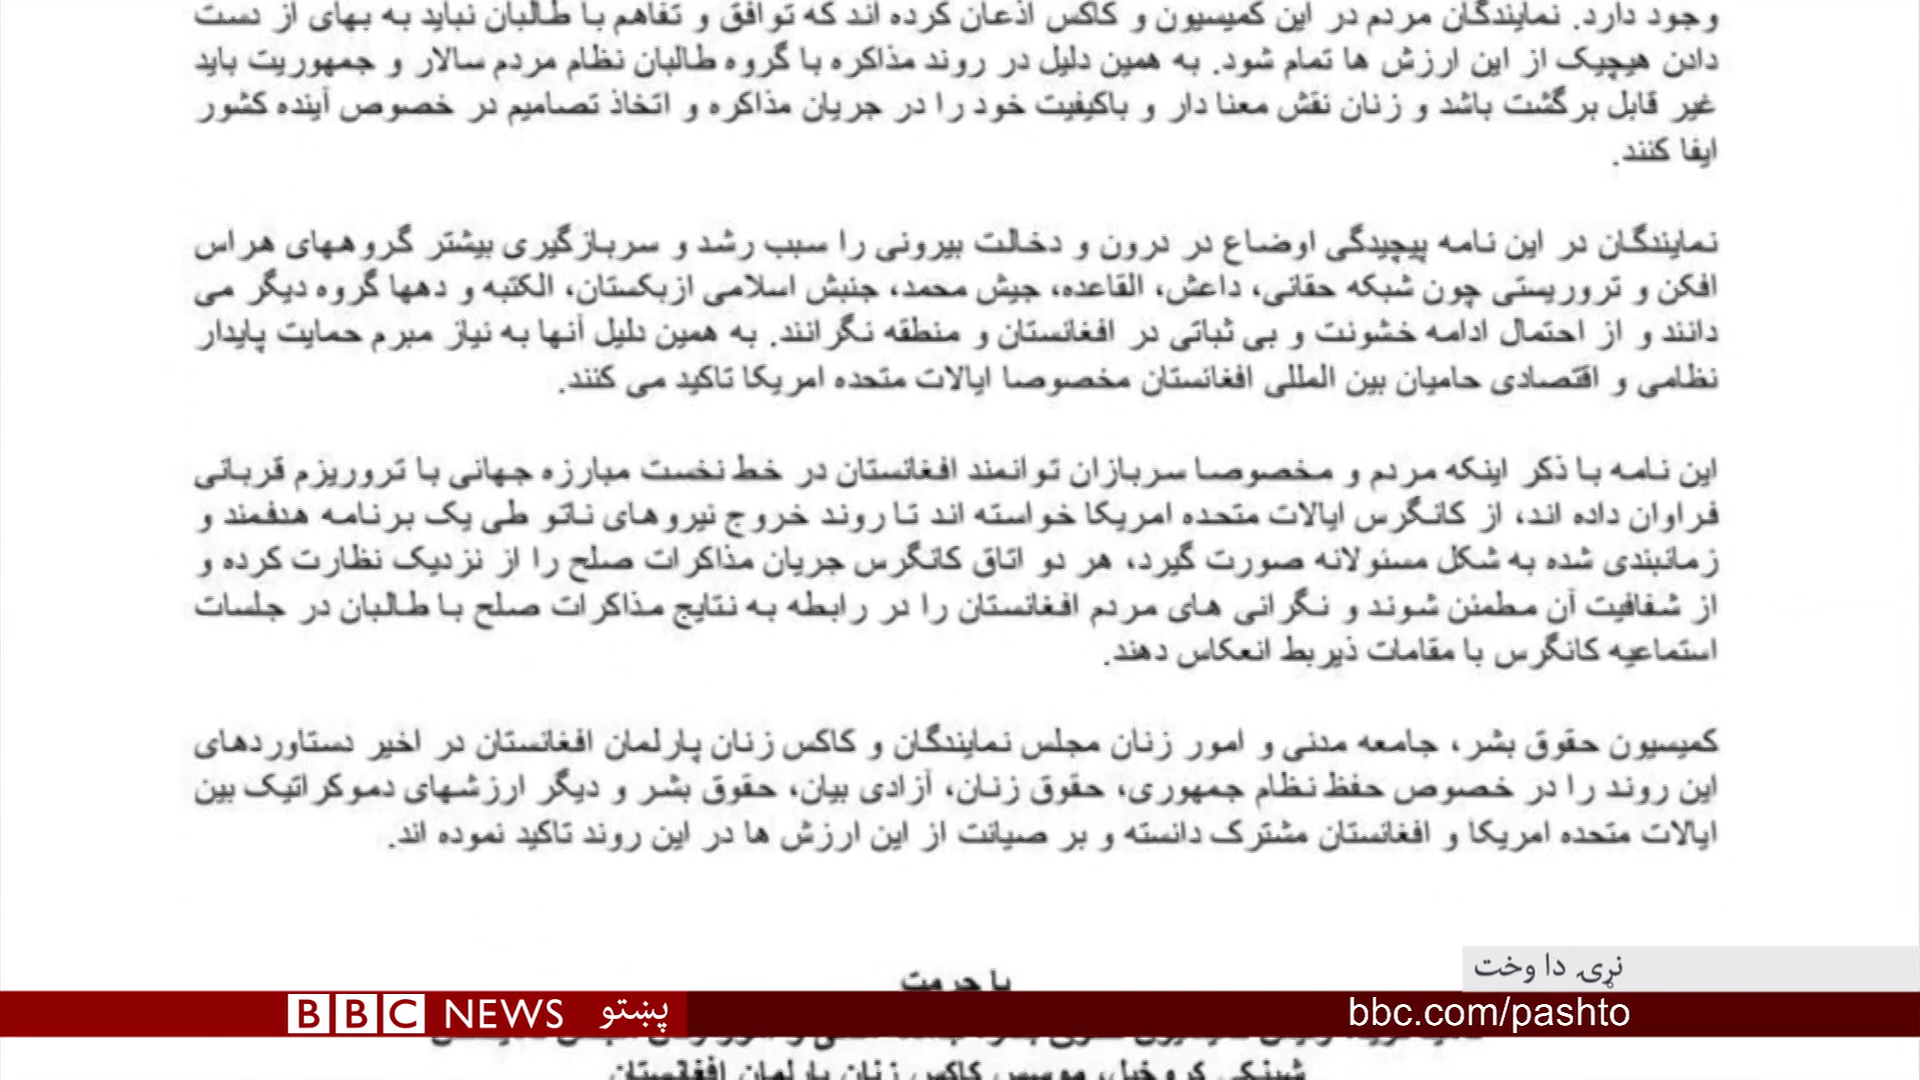 وجود دارد. نمایندگان مردم در این کمیسیون و کاکس اذعان کرده اند که توافق و تفاهم با طالبان نباید به بهای از دست
دادن هیچیک از این ارزش ها تمام شود. به همین دلیل در روند مذاکره با گروه طالبان نظام مردم سالار و جمهوریت باید
غیر قابل برگشت باشد و زنان نقش معنا دار و باکیفیت خود را در جریان مذاکره و اتخاذ تصامیم در خصوص آینده کشور
ایفا کنند.
نمایندگان در این نامه پیچیدگی اوضاع در درون و دخالت بیرونی را سبب رشد و سربازگیری بیشتر گروههای هراس
افکن و تروریستی چون شبکه حقانی، داعش، القاعده، جیش محمد، جنبش اسلامی ازبکستان، الکتبه و دهها گروه دیگر می
دانند و از احتمال ادامه خشونت و بی ثباتی در افغانستان و منطقه نگرانند. به همین دلیل آنها به نیاز مبرم حمایت پایدار
نظامی و اقتصادی حامیان بین المللی افغانستان مخصوصا ایالات متحده امریکا تاکید می کنند.
این نامه با ذکر اینکه مردم و مخصوصا سربازان توانمند افغانستان در خط نخست مبارزه جهانی با تروریزم قربانی
فراوان داده اند، از کانگرس ایالات متحده امریکا خواسته اند تا روند خروج نیروهای ناتو طی یک برنامه هدفمند و
زمانبندی شده به شکل مسئولانه صورت گیرد، هر دو اتاق کانگرس جریان مذاکرات صلح را از نزدیک نظارت کرده و
از شفافیت آن مطمئن شوند و نگرانی های مردم افغانستان را در رابطه به نتایج مذاکرات صلح با طالبان در جلسات
استماعیه کانگرس با مقامات ذیربط انعکاس دهند.
کمیسیون حقوق بشر، جامعه مدنی و امور زنان مجلس نمایندگان و کاکس زنان پارلمان افغانستان در اخیر دستاوردهای
این روند را در خصوص حفظ نظام جمهوری، حقوق زنان، آزادی بیان، حقوق بشر و دیگر ارزشهای دموکراتیک بین
ایالات متحده امریکا و افغانستان مشترک دانسته و بر صیانت از این ارزش ها در این روند تاکید نموده اند.
با حرمت
نړۍ دا وخت
BBC NEWS پښتو
bbc.com/pashto
شینکی کروخیل، موسس کاکس زنان پارلمان افغانستان